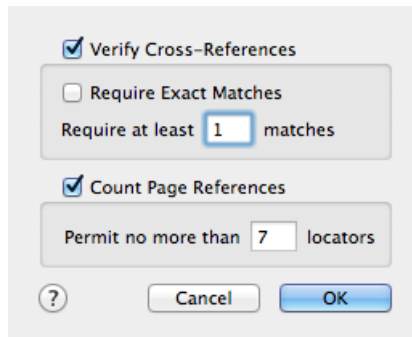 Verify Cross-References
Require Exact Matches
Require at least 1 matches
Count Page References
Permit no more than 7 locators
? Cancel OK